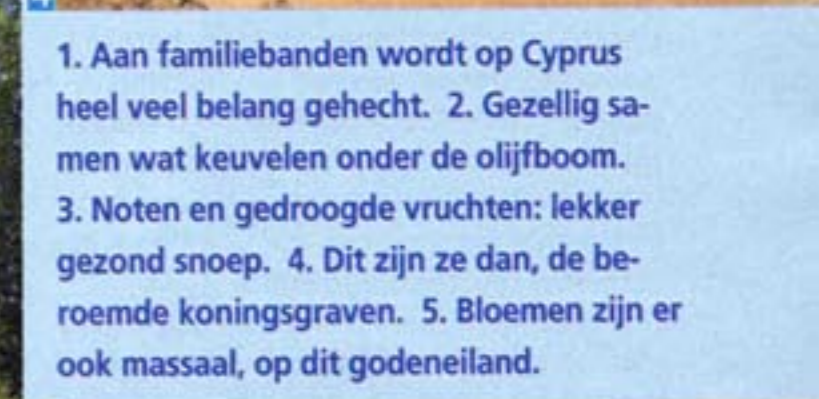 1. Aan familiebanden wordt op Cyprus
heel veel belang gehecht.  2. Gezellig sa-
men wat keuvelen onder de olijfboom.
3. Noten en gedroogde vruchten: lekker
gezond snoep.  4. Dit zijn ze dan, de be-
roemde koningsgraven.  5. Bloemen zijn er
ook massaal, op dit godeneiland.